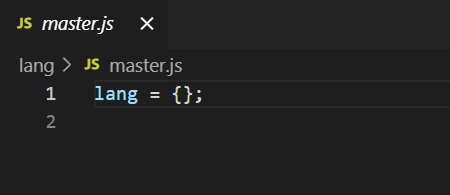 JS master.js ×
lang > JS master.js
1 lang = {};
2